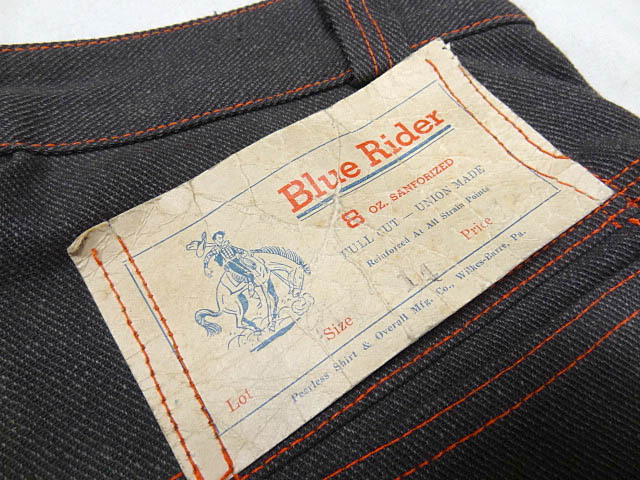 Blue Rider
8 OZ. SANFORIZED
FULL CUT — UNION MADE
Reinforced At All Strain Points
Lot Size 14 Price
Peerless Shirt & Overall Mfg. Co., Wilkes-Barre, Pa.